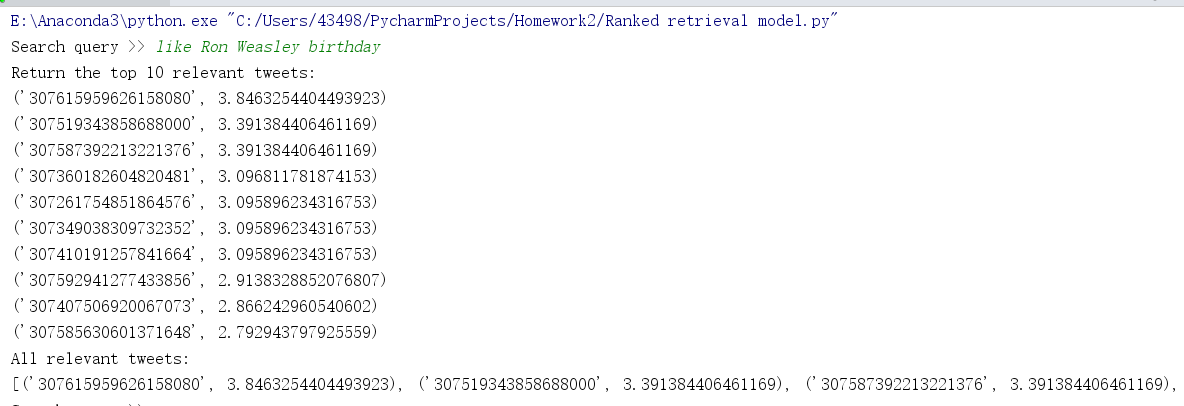 E:\Anaconda3\python.exe "C:/Users/43498/PycharmProjects/Homework2/Ranked retrieval model.py"
Search query >> like Ron Weasley birthday
Return the top 10 relevant tweets:
('307615959626158080', 3.8463254404493923)
('307519343858688000', 3.391384406461169)
('307587392213221376', 3.391384406461169)
('307360182604820481', 3.096811781874153)
('307261754851864576', 3.095896234316753)
('307349038309732352', 3.095896234316753)
('307410191257841664', 3.095896234316753)
('307592941277433856', 2.9138328852076807)
('307407506920067073', 2.866242960540602)
('307585630601371648', 2.792943797925559)
All relevant tweets:
[('307615959626158080', 3.8463254404493923), ('307519343858688000', 3.391384406461169), ('307587392213221376', 3.391384406461169),